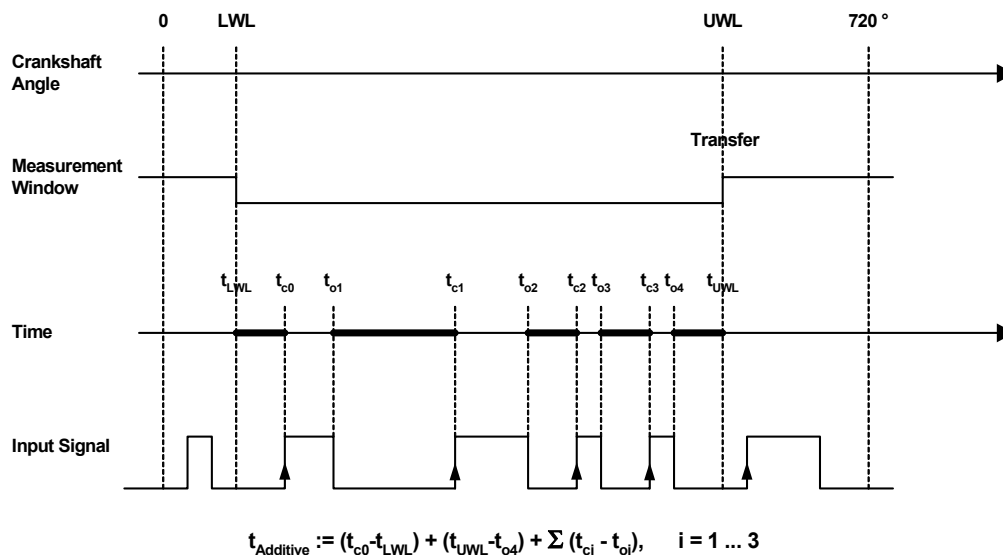 0 LWL UWL 720 °
Crankshaft
Angle
Transfer
Measurement
Window
tLWL tc0 to1 tc1 to2 tc2 to3 tc3 to4 tUWL
Time
Input Signal
tAdditive := (tc0-tLWL) + (tUWL-to4) + Σ (tci - toi), i = 1 ... 3